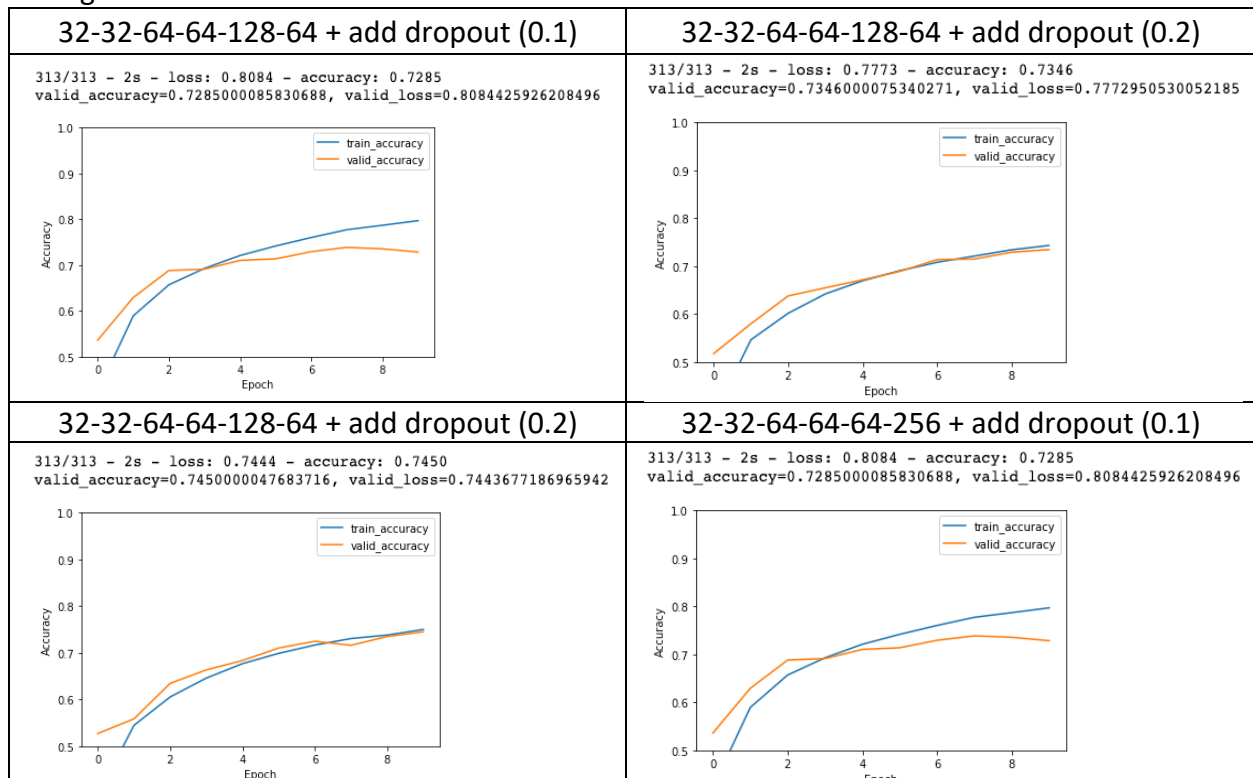 32-32-64-64-128-64 + add dropout (0.1)
32-32-64-64-128-64 + add dropout (0.2)
313/313 - 2s - loss: 0.8084 - accuracy: 0.7285
valid_accuracy=0.7285000085830688, valid_loss=0.8084425926208496
1.0
0.9
0.8
0.7
0.6
0.5
Accuracy
train_accuracy
valid_accuracy
0 2 4 6 8
Epoch
313/313 - 2s - loss: 0.7773 - accuracy: 0.7346
valid_accuracy=0.7346000075340271, valid_loss=0.7772950530052185
1.0
0.9
0.8
0.7
0.6
0.5
Accuracy
train_accuracy
valid_accuracy
0 2 4 6 8
Epoch
32-32-64-64-128-64 + add dropout (0.2)
32-32-64-64-64-256 + add dropout (0.1)
313/313 - 2s - loss: 0.7444 - accuracy: 0.7450
valid_accuracy=0.7450000047683716, valid_loss=0.7443677186965942
1.0
0.9
0.8
0.7
0.6
0.5
Accuracy
train_accuracy
valid_accuracy
0 2 4 6 8
Epoch
313/313 - 2s - loss: 0.8084 - accuracy: 0.7285
valid_accuracy=0.7285000085830688, valid_loss=0.8084425926208496
1.0
0.9
0.8
0.7
0.6
0.5
Accuracy
train_accuracy
valid_accuracy
0 2 4 6 8
Epoch